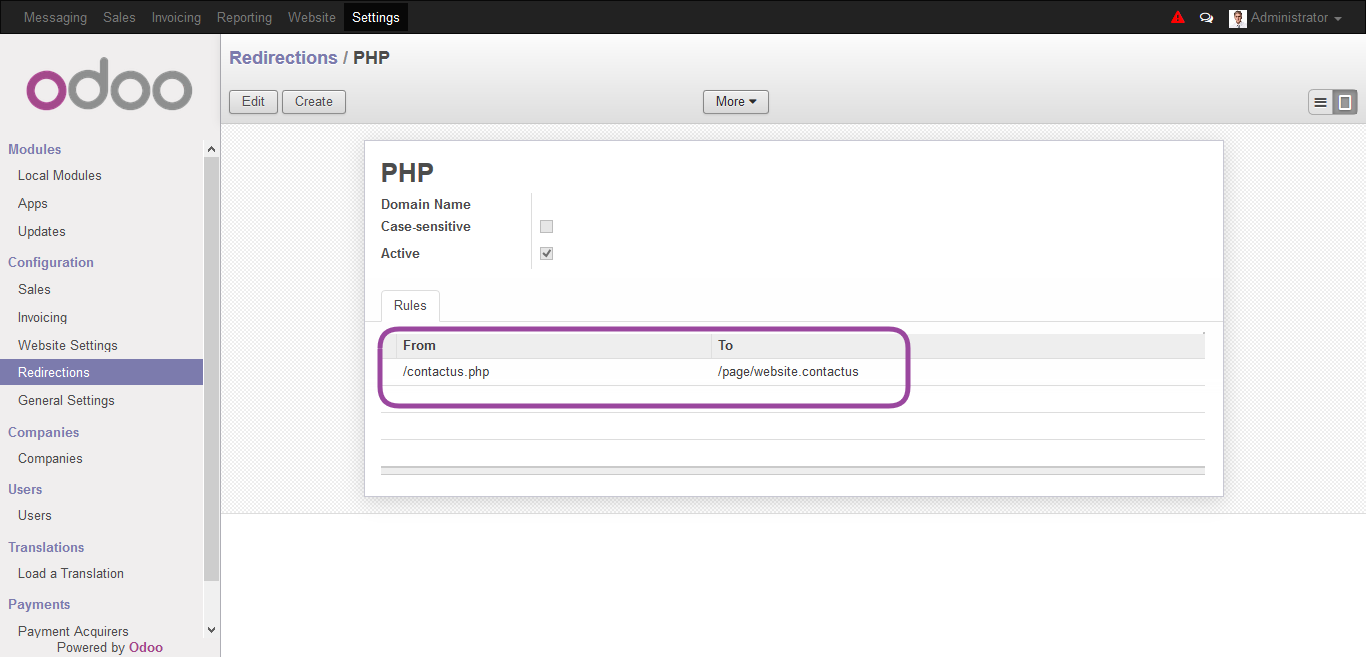 Messaging Sales Invoicing Reporting Website Settings Administrator
odoo
Modules
Local Modules
Apps
Updates
Configuration
Sales
Invoicing
Website Settings
Redirections
General Settings
Companies
Companies
Users
Users
Translations
Load a Translation
Payments
Payment Acquirers
Powered by Odoo
Redirections / PHP
Edit Create More
PHP
Domain Name
Case-sensitive
Active
Rules
From To
/contactus.php /page/website.contactus